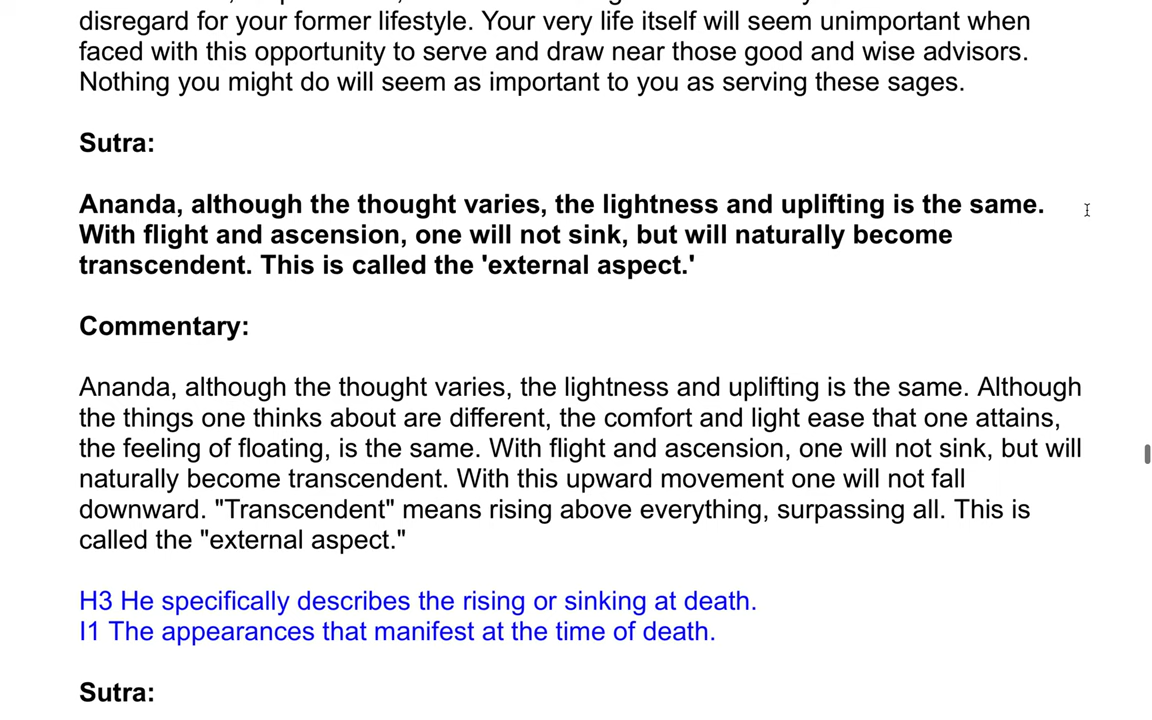 disregard for your former lifestyle. Your very life itself will seem unimportant when
faced with this opportunity to serve and draw near those good and wise advisors.
Nothing you might do will seem as important to you as serving these sages.
Sutra:
Ananda, although the thought varies, the lightness and uplifting is the same.
With flight and ascension, one will not sink, but will naturally become
transcendent. This is called the 'external aspect.'
Commentary:
Ananda, although the thought varies, the lightness and uplifting is the same. Although
the things one thinks about are different, the comfort and light ease that one attains,
the feeling of floating, is the same. With flight and ascension, one will not sink, but will
naturally become transcendent. With this upward movement one will not fall
downward. "Transcendent" means rising above everything, surpassing all. This is
called the "external aspect."
H3 He specifically describes the rising or sinking at death.
I1 The appearances that manifest at the time of death.
Sutra: